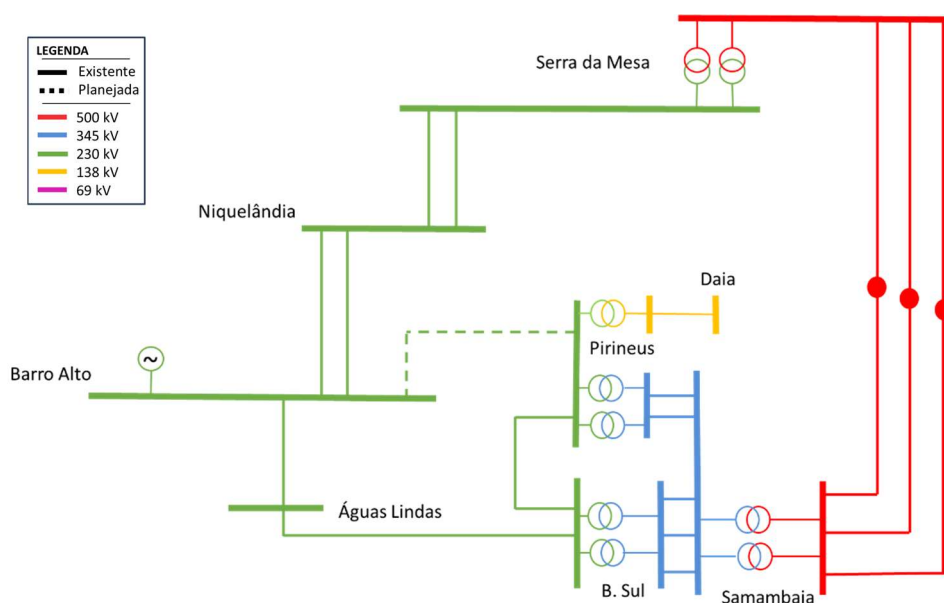 LEGENDA
Existente
Planejada
500 kV
345 kV
230 kV
138 kV
69 kV
Serra da Mesa
Niquelândia
Daia
Pirineus
Barro Alto
~
Águas Lindas
B. Sul
Samambaia